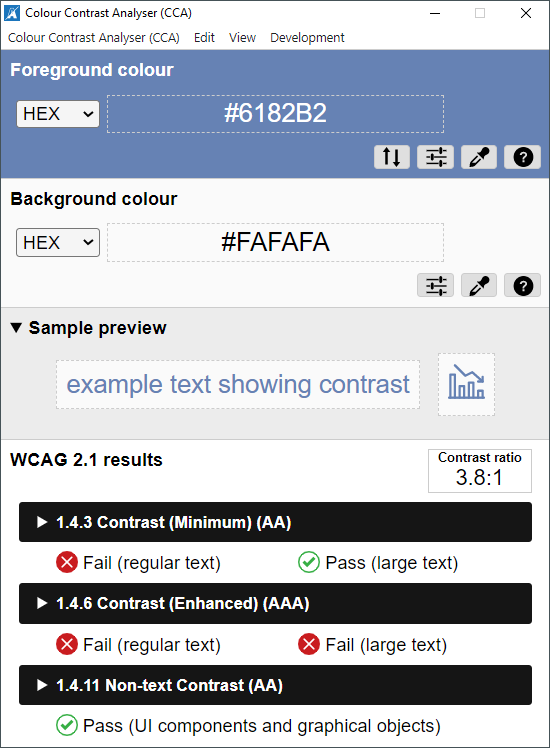 Colour Contrast Analyser (CCA)
Colour Contrast Analyser (CCA) Edit View Development
Foreground colour
HEX #6182B2
?
Background colour
HEX #FAFAFA
?
Sample preview
example text showing contrast
WCAG 2.1 results
Contrast ratio
3.8:1
1.4.3 Contrast (Minimum) (AA)
Fail (regular text) Pass (large text)
1.4.6 Contrast (Enhanced) (AAA)
Fail (regular text) Fail (large text)
1.4.11 Non-text Contrast (AA)
Pass (UI components and graphical objects)